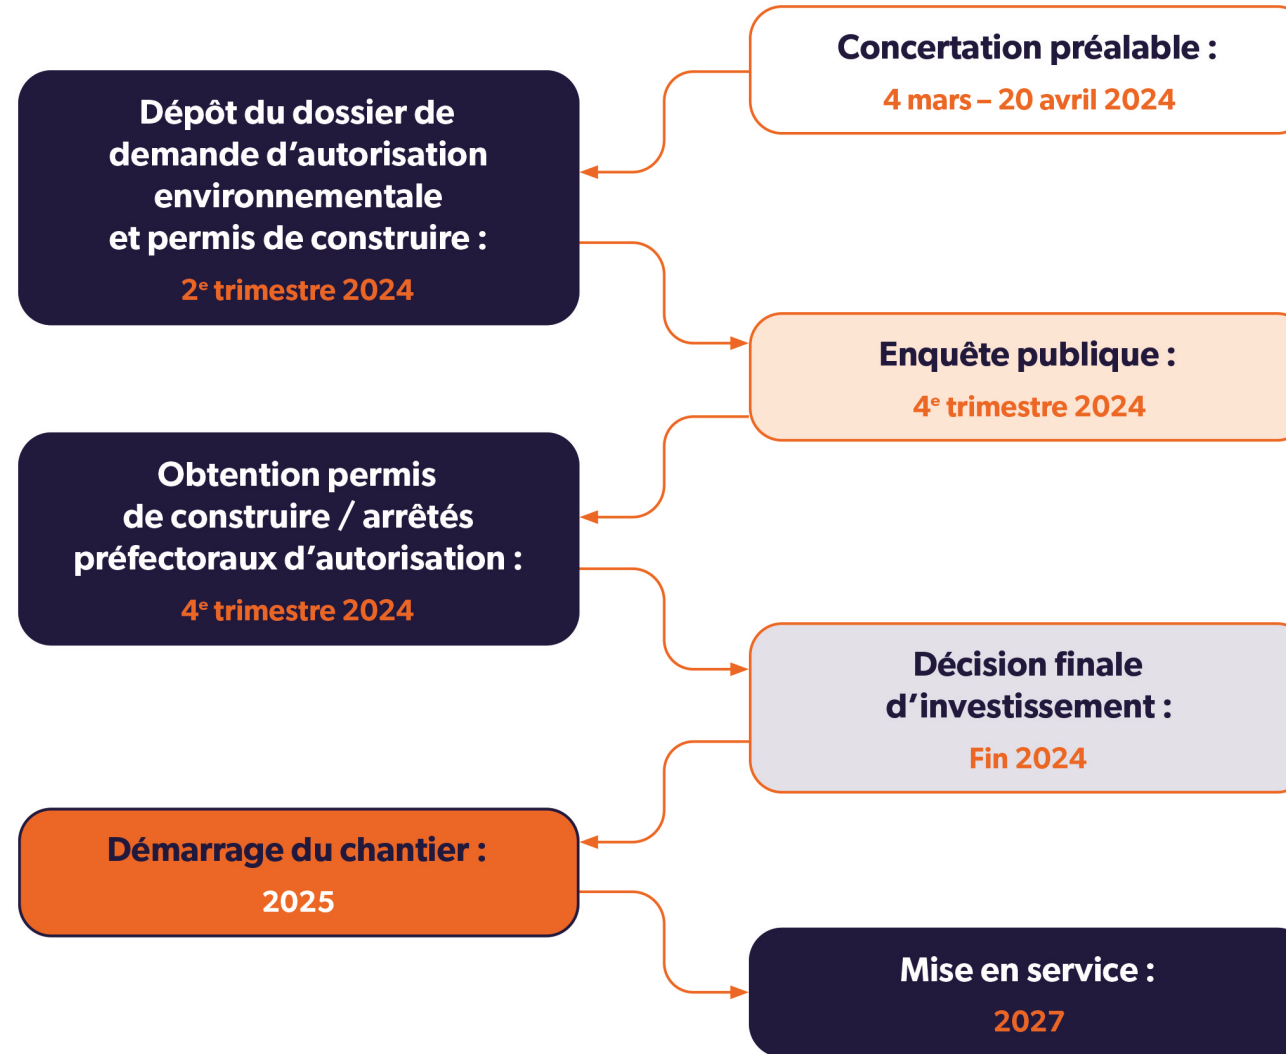 Concertation préalable :
4 mars – 20 avril 2024
Dépôt du dossier de
demande d’autorisation
environnementale
et permis de construire :
2e trimestre 2024
Enquête publique :
4e trimestre 2024
Obtention permis
de construire / arrêtés
préfectoraux d’autorisation :
4e trimestre 2024
Décision finale
d’investissement :
Fin 2024
Démarrage du chantier :
2025
Mise en service :
2027